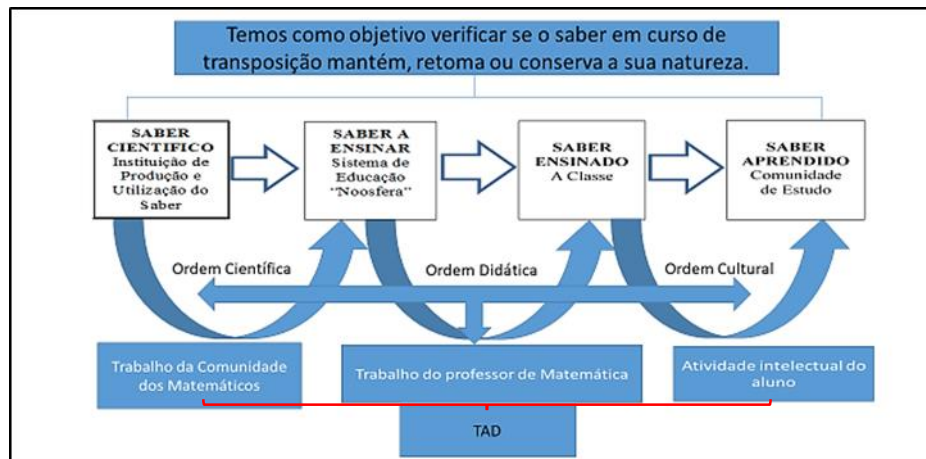 Temos como objetivo verificar se o saber em curso de
transposição mantém, retoma ou conserva a sua natureza.
SABER
CIENTIFICO
Instituição de
Produção e
Utilização do
Saber
SABER A
ENSINAR
Sistema de
Educação
"Noosfera"
SABER
ENSINADO
A Classe
SABER
APRENDIDO
Comunidade
de Estudo
Ordem Científica
Ordem Didática
Ordem Cultural
Trabalho da Comunidade
dos Matemáticos
Trabalho do professor de Matemática
Atividade intelectual do
aluno
TAD